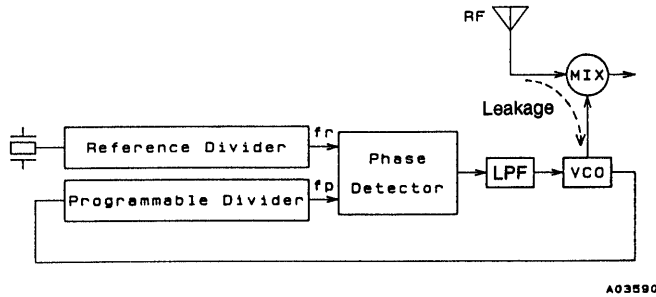 RF
MIX
Leakage
Reference Divider
fr
Programmable Divider
fp
Phase
Detector
LPF
VCO
A03590